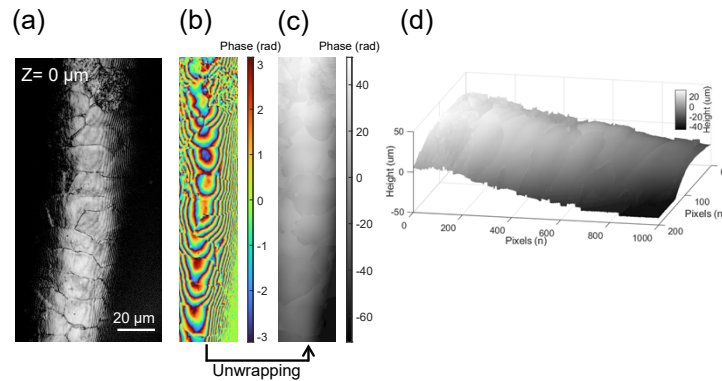 (a)
(b)
(c)
(d)
Phase (rad)
Phase (rad)
Z= 0 µm
20 µm
3
2
1
0
-1
-2
-3
40
20
0
-20
-40
-60
Unwrapping
50
0
-50
Height (um)
0
200
400
600
800
1000
Pixels (n)
200
100
Pixels (n
20
0
-20
-40
Height (um)